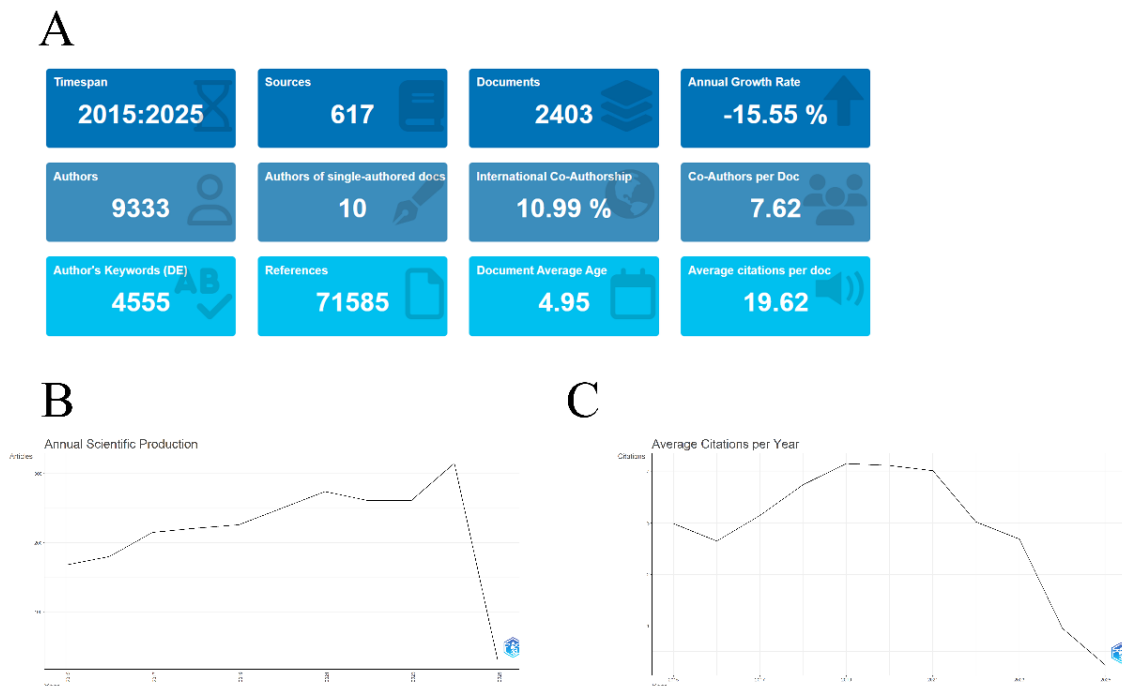 A
Timespan
2015:2025
Sources
617
Documents
2403
Annual Growth Rate
-15.55 %
Authors
9333
Authors of single-authored docs
10
International Co-Authorship
10.99 %
Co-Authors per Doc
7.62
Author's Keywords (DE)
4555
References
71585
Document Average Age
4.95
Average citations per doc
19.62
B
Annual Scientific Production
Articles
C
Average Citations per Year
Citations